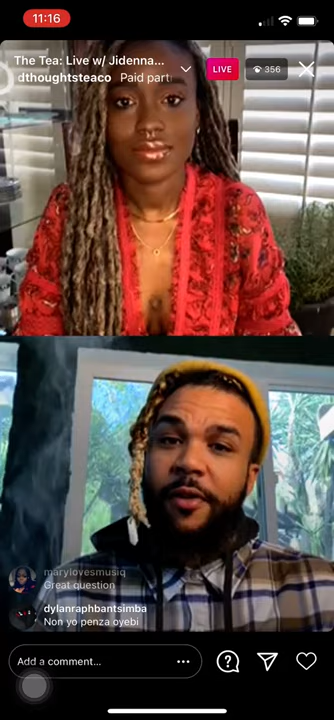 11:16
The Tea: Live w/ Jidenna...
dthoughtsteaco Paid part
LIVE
356
marylovesmusiq
Great question
dylanraphbantsimba
Non yo penza oyebi
Add a comment...